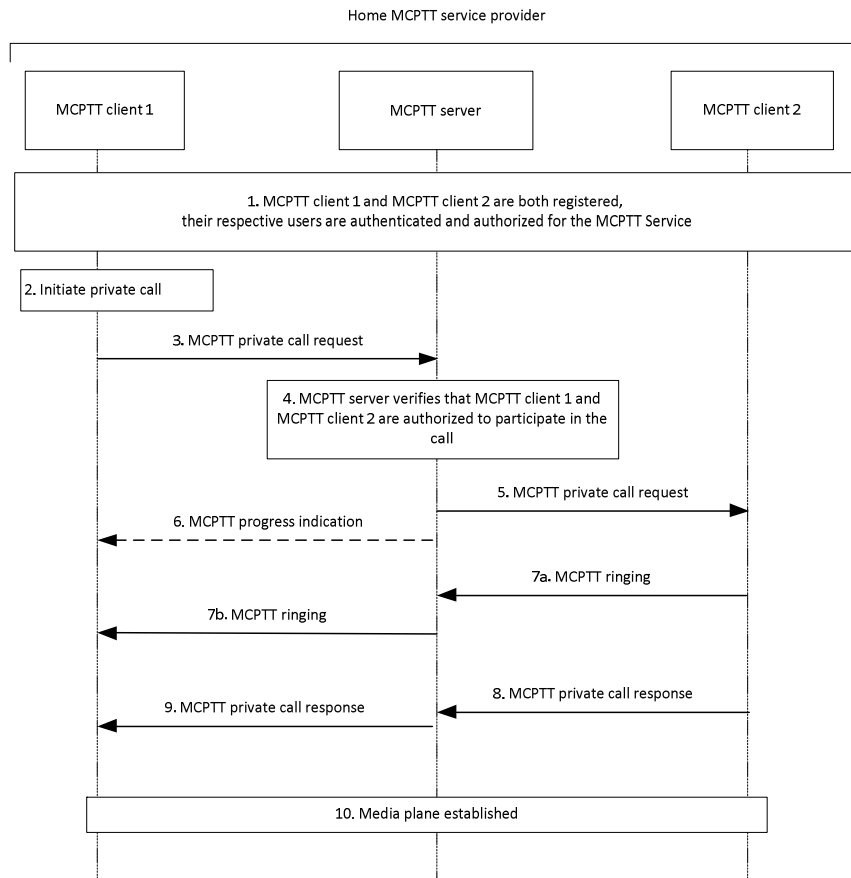 Home MCPTT service provider
MCPTT client 1
MCPTT server
MCPTT client 2
1. MCPTT client 1 and MCPTT client 2 are both registered,
their respective users are authenticated and authorized for the MCPTT Service
2. Initiate private call
3. MCPTT private call request
4. MCPTT server verifies that MCPTT client 1 and
MCPTT client 2 are authorized to participate in the
call
5. MCPTT private call request
6. MCPTT progress indication
7a. MCPTT ringing
7b. MCPTT ringing
8. MCPTT private call response
9. MCPTT private call response
10. Media plane established